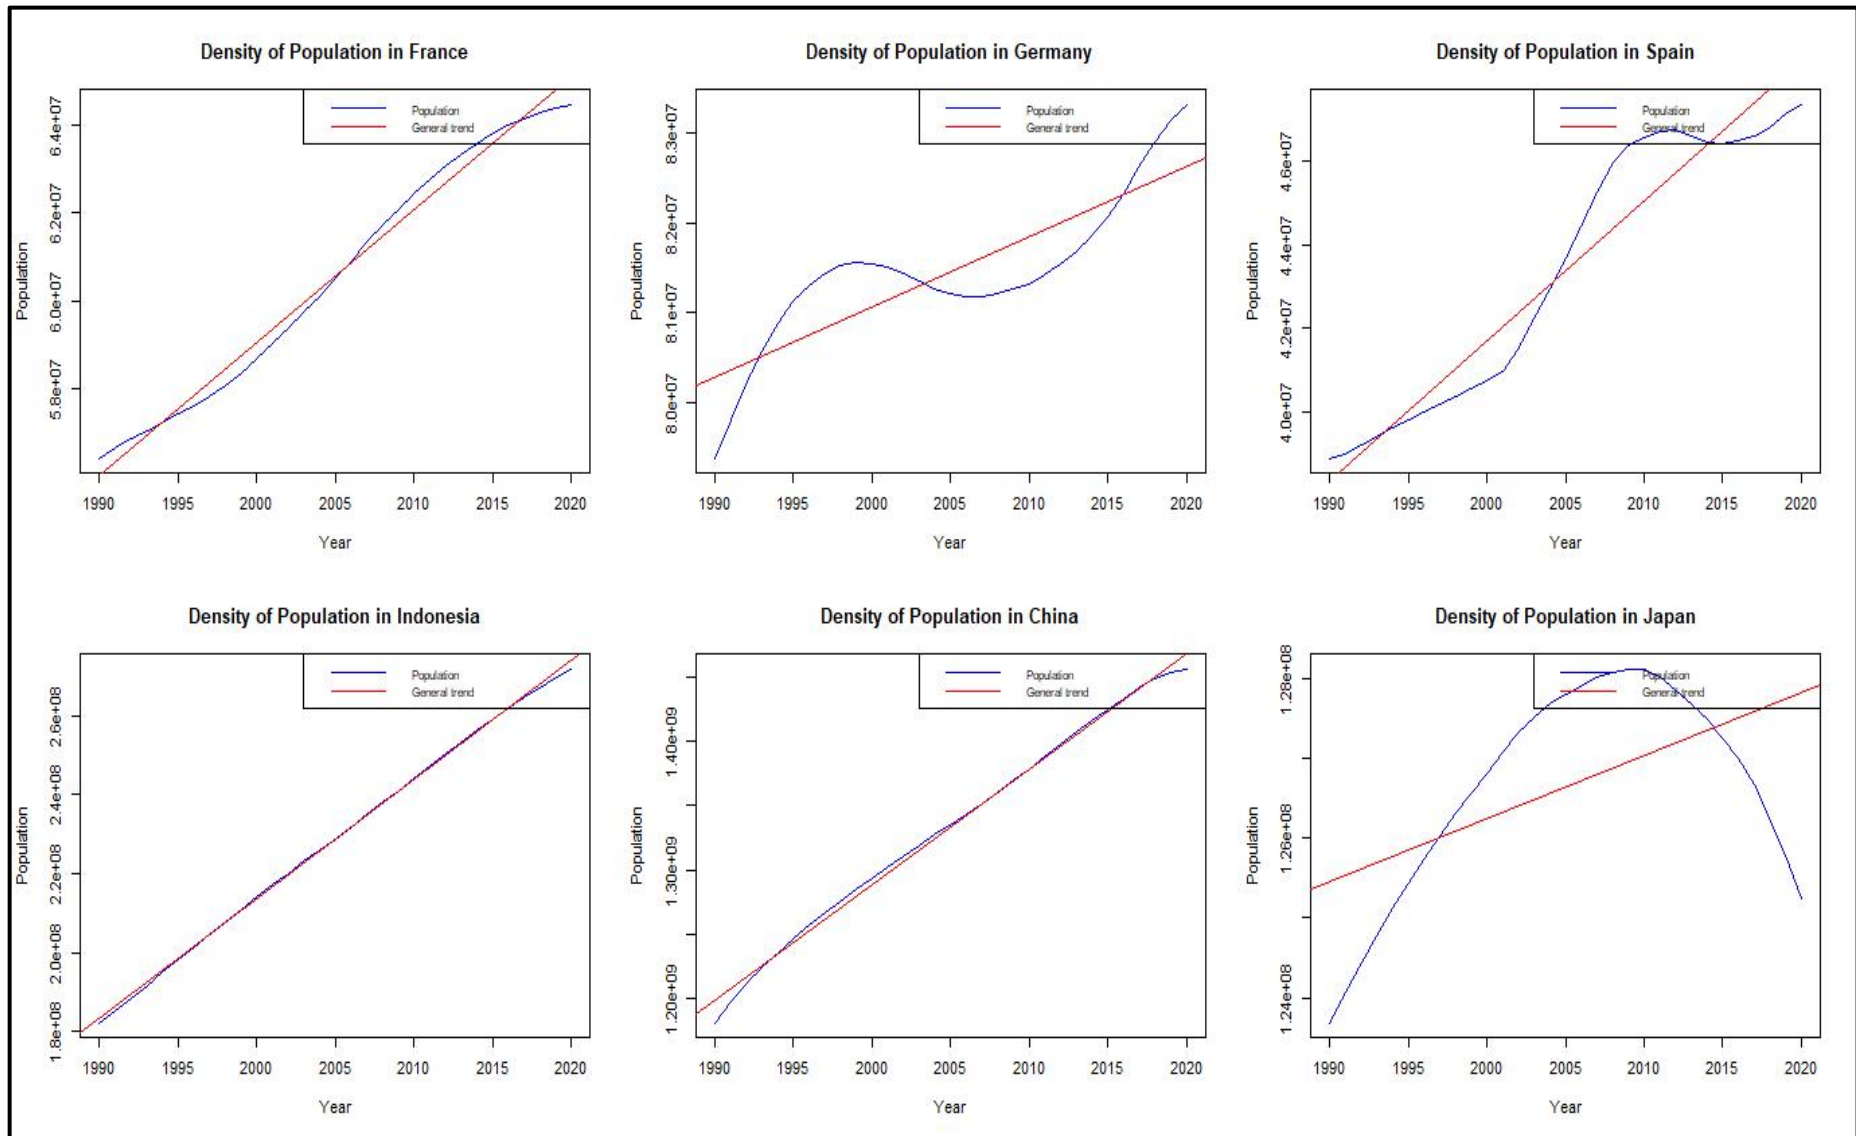 Density of Population in France
Population
General trend
Population
5.8e+07 6.0e+07 6.2e+07 6.4e+07
1990 1995 2000 2005 2010 2015 2020
Year
Density of Population in Germany
Population
General trend
Population
8.0e+07 8.1e+07 8.2e+07 8.3e+07
1990 1995 2000 2005 2010 2015 2020
Year
Density of Population in Spain
Population
General trend
Population
4.0e+07 4.2e+07 4.4e+07 4.6e+07
1990 1995 2000 2005 2010 2015 2020
Year
Density of Population in Indonesia
Population
General trend
Population
1.8e+08 2.0e+08 2.2e+08 2.4e+08 2.6e+08
1990 1995 2000 2005 2010 2015 2020
Year
Density of Population in China
Population
General trend
Population
1.20e+09 1.30e+09 1.40e+09
1990 1995 2000 2005 2010 2015 2020
Year
Density of Population in Japan
Population
General trend
Population
1.24e+08 1.26e+08 1.28e+08
1990 1995 2000 2005 2010 2015 2020
Year